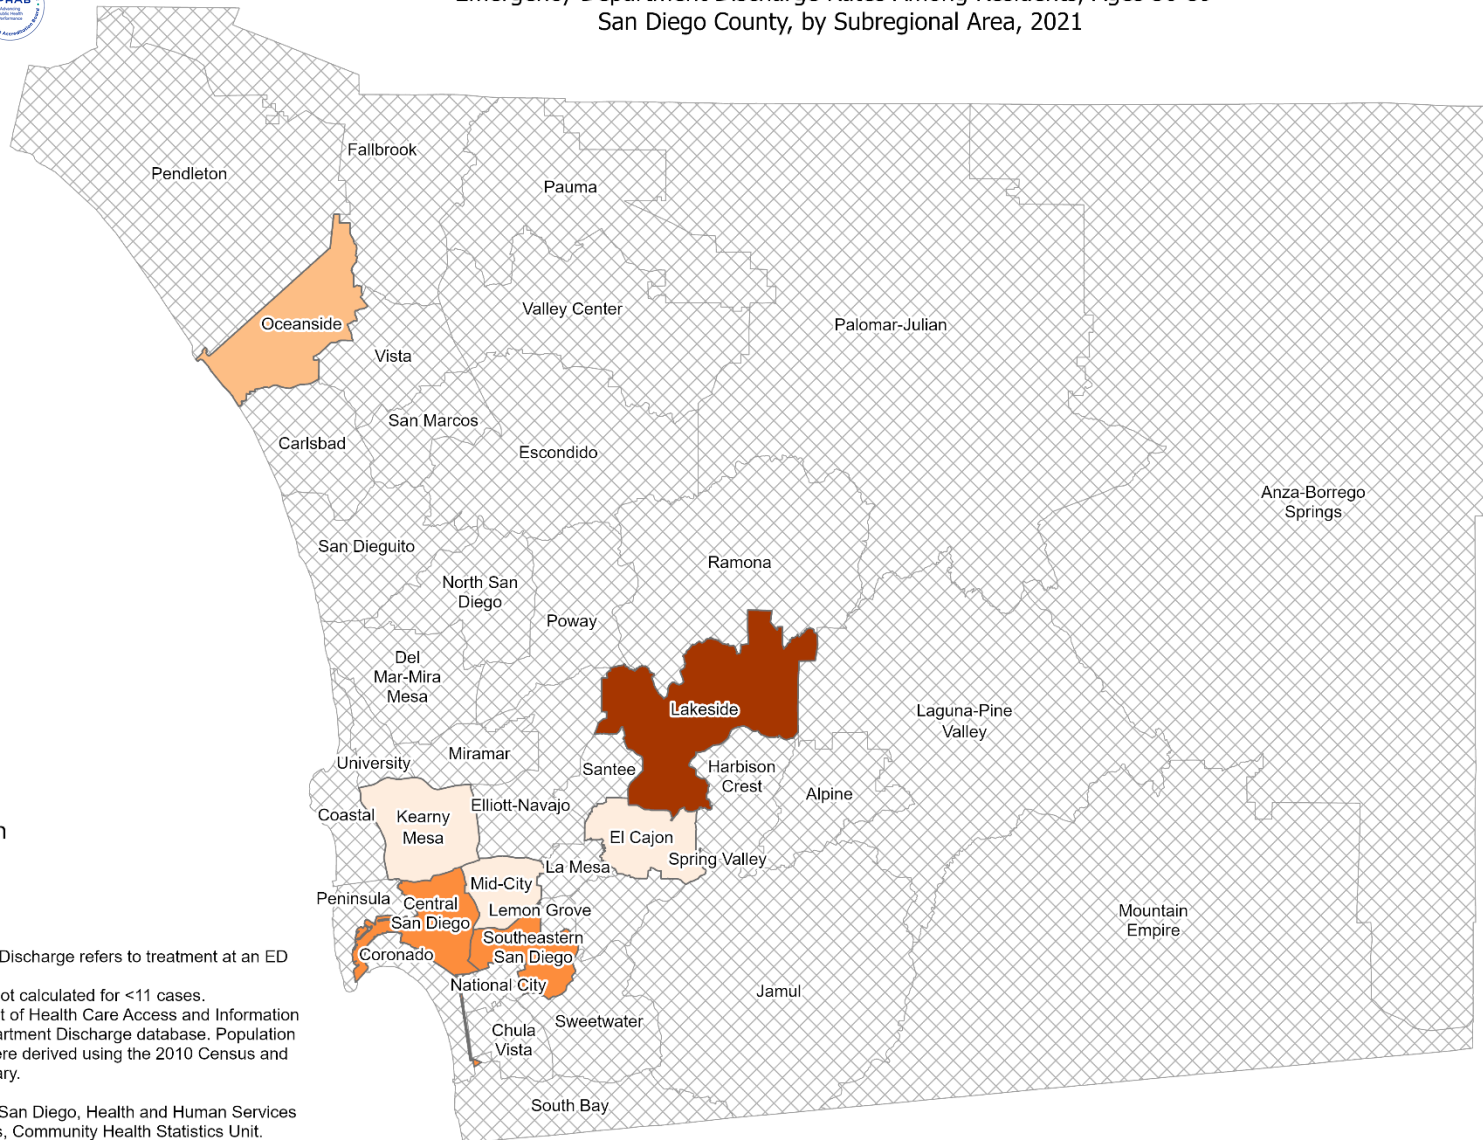 PHAB
Advancing
Public Health
Performance
San Diego County, by Subregional Area, 2021
Fallbrook
Pendleton
Pauma
Valley Center
Oceanside
Palomar-Julian
Vista
San Marcos
Carlsbad
Escondido
Anza-Borrego
Springs
San Dieguito
Ramona
North San
Diego
Poway
Del
Mar-Mira
Mesa
Lakeside
Laguna-Pine
Valley
Miramar
University
Santee
Harbison
Crest
Alpine
Elliott-Navajo
Coastal
Kearny
Mesa
El Cajon
Spring Valley
La Mesa
Mid-City
Peninsula
Central
San Diego
Lemon Grove
Mountain
Empire
Southeastern
San Diego
Coronado
National City
Jamul
Sweetwater
Chula
Vista
South Bay
Discharge refers to treatment at an ED
ot calculated for <11 cases.
t of Health Care Access and Information
artment Discharge database. Population
ere derived using the 2010 Census and
ary.
San Diego, Health and Human Services
s, Community Health Statistics Unit.